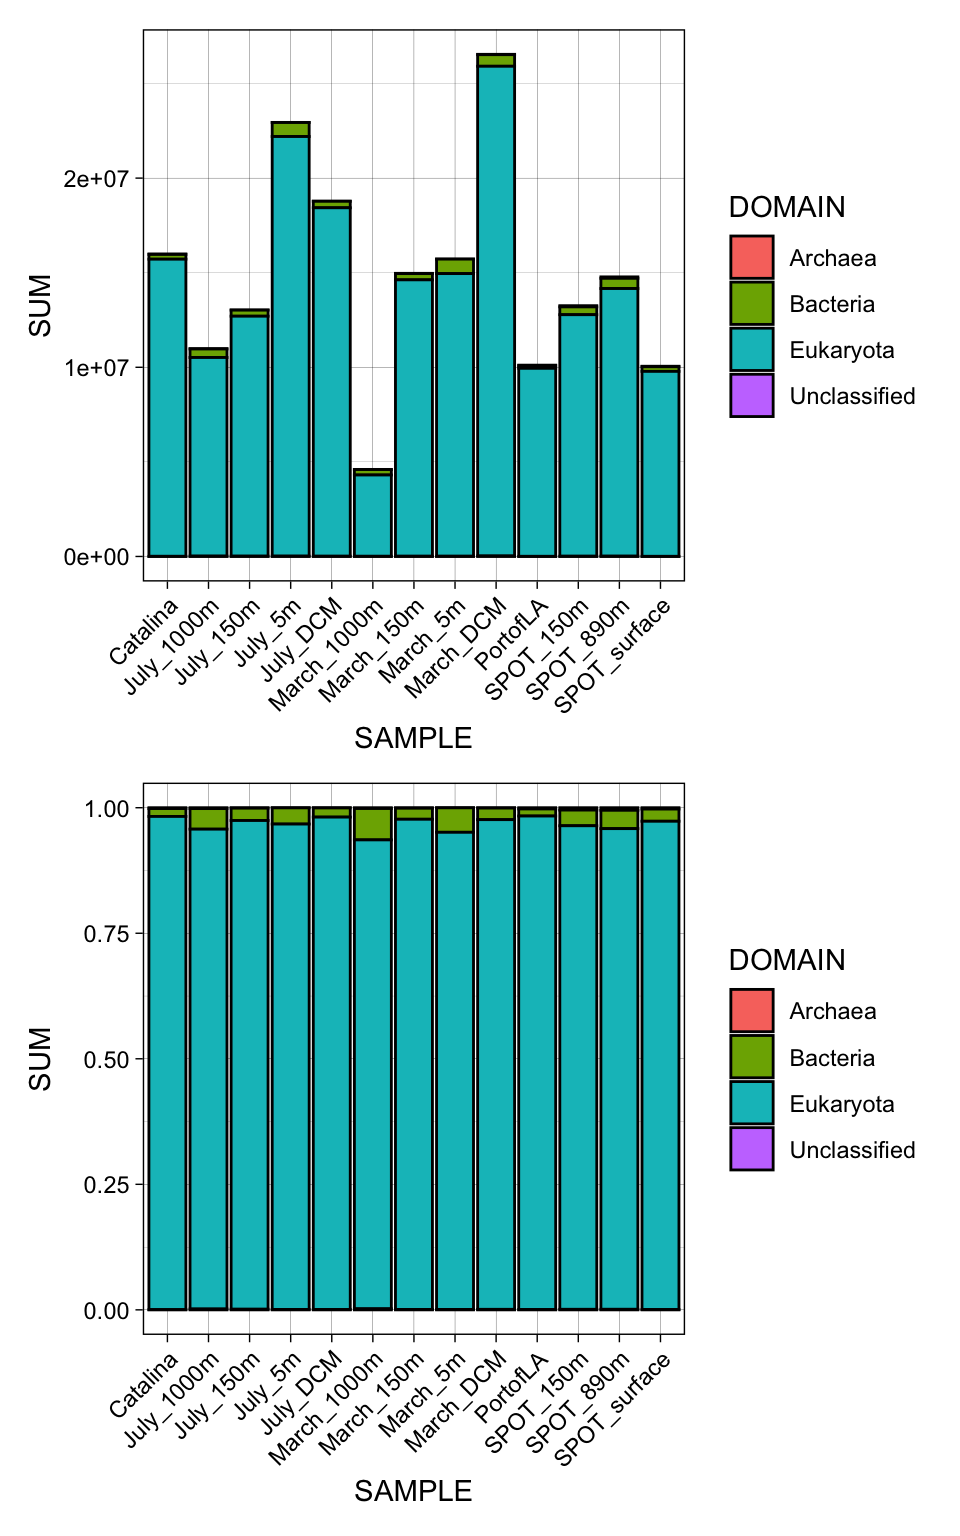 2e+07
1e+07
0e+00
SUM
Catalina
July_1000m
July_150m
July_5m
July_DCM
March_1000m
March_150m
March_5m
March_DCM
PortofLA
SPOT_150m
SPOT_890m
SPOT_surface
SAMPLE
DOMAIN
Archaea
Bacteria
Eukaryota
Unclassified
1.00
0.75
0.50
0.25
0.00
SUM
Catalina
July_1000m
July_150m
July_5m
July_DCM
March_1000m
March_150m
March_5m
March_DCM
PortofLA
SPOT_150m
SPOT_890m
SPOT_surface
SAMPLE
DOMAIN
Archaea
Bacteria
Eukaryota
Unclassified